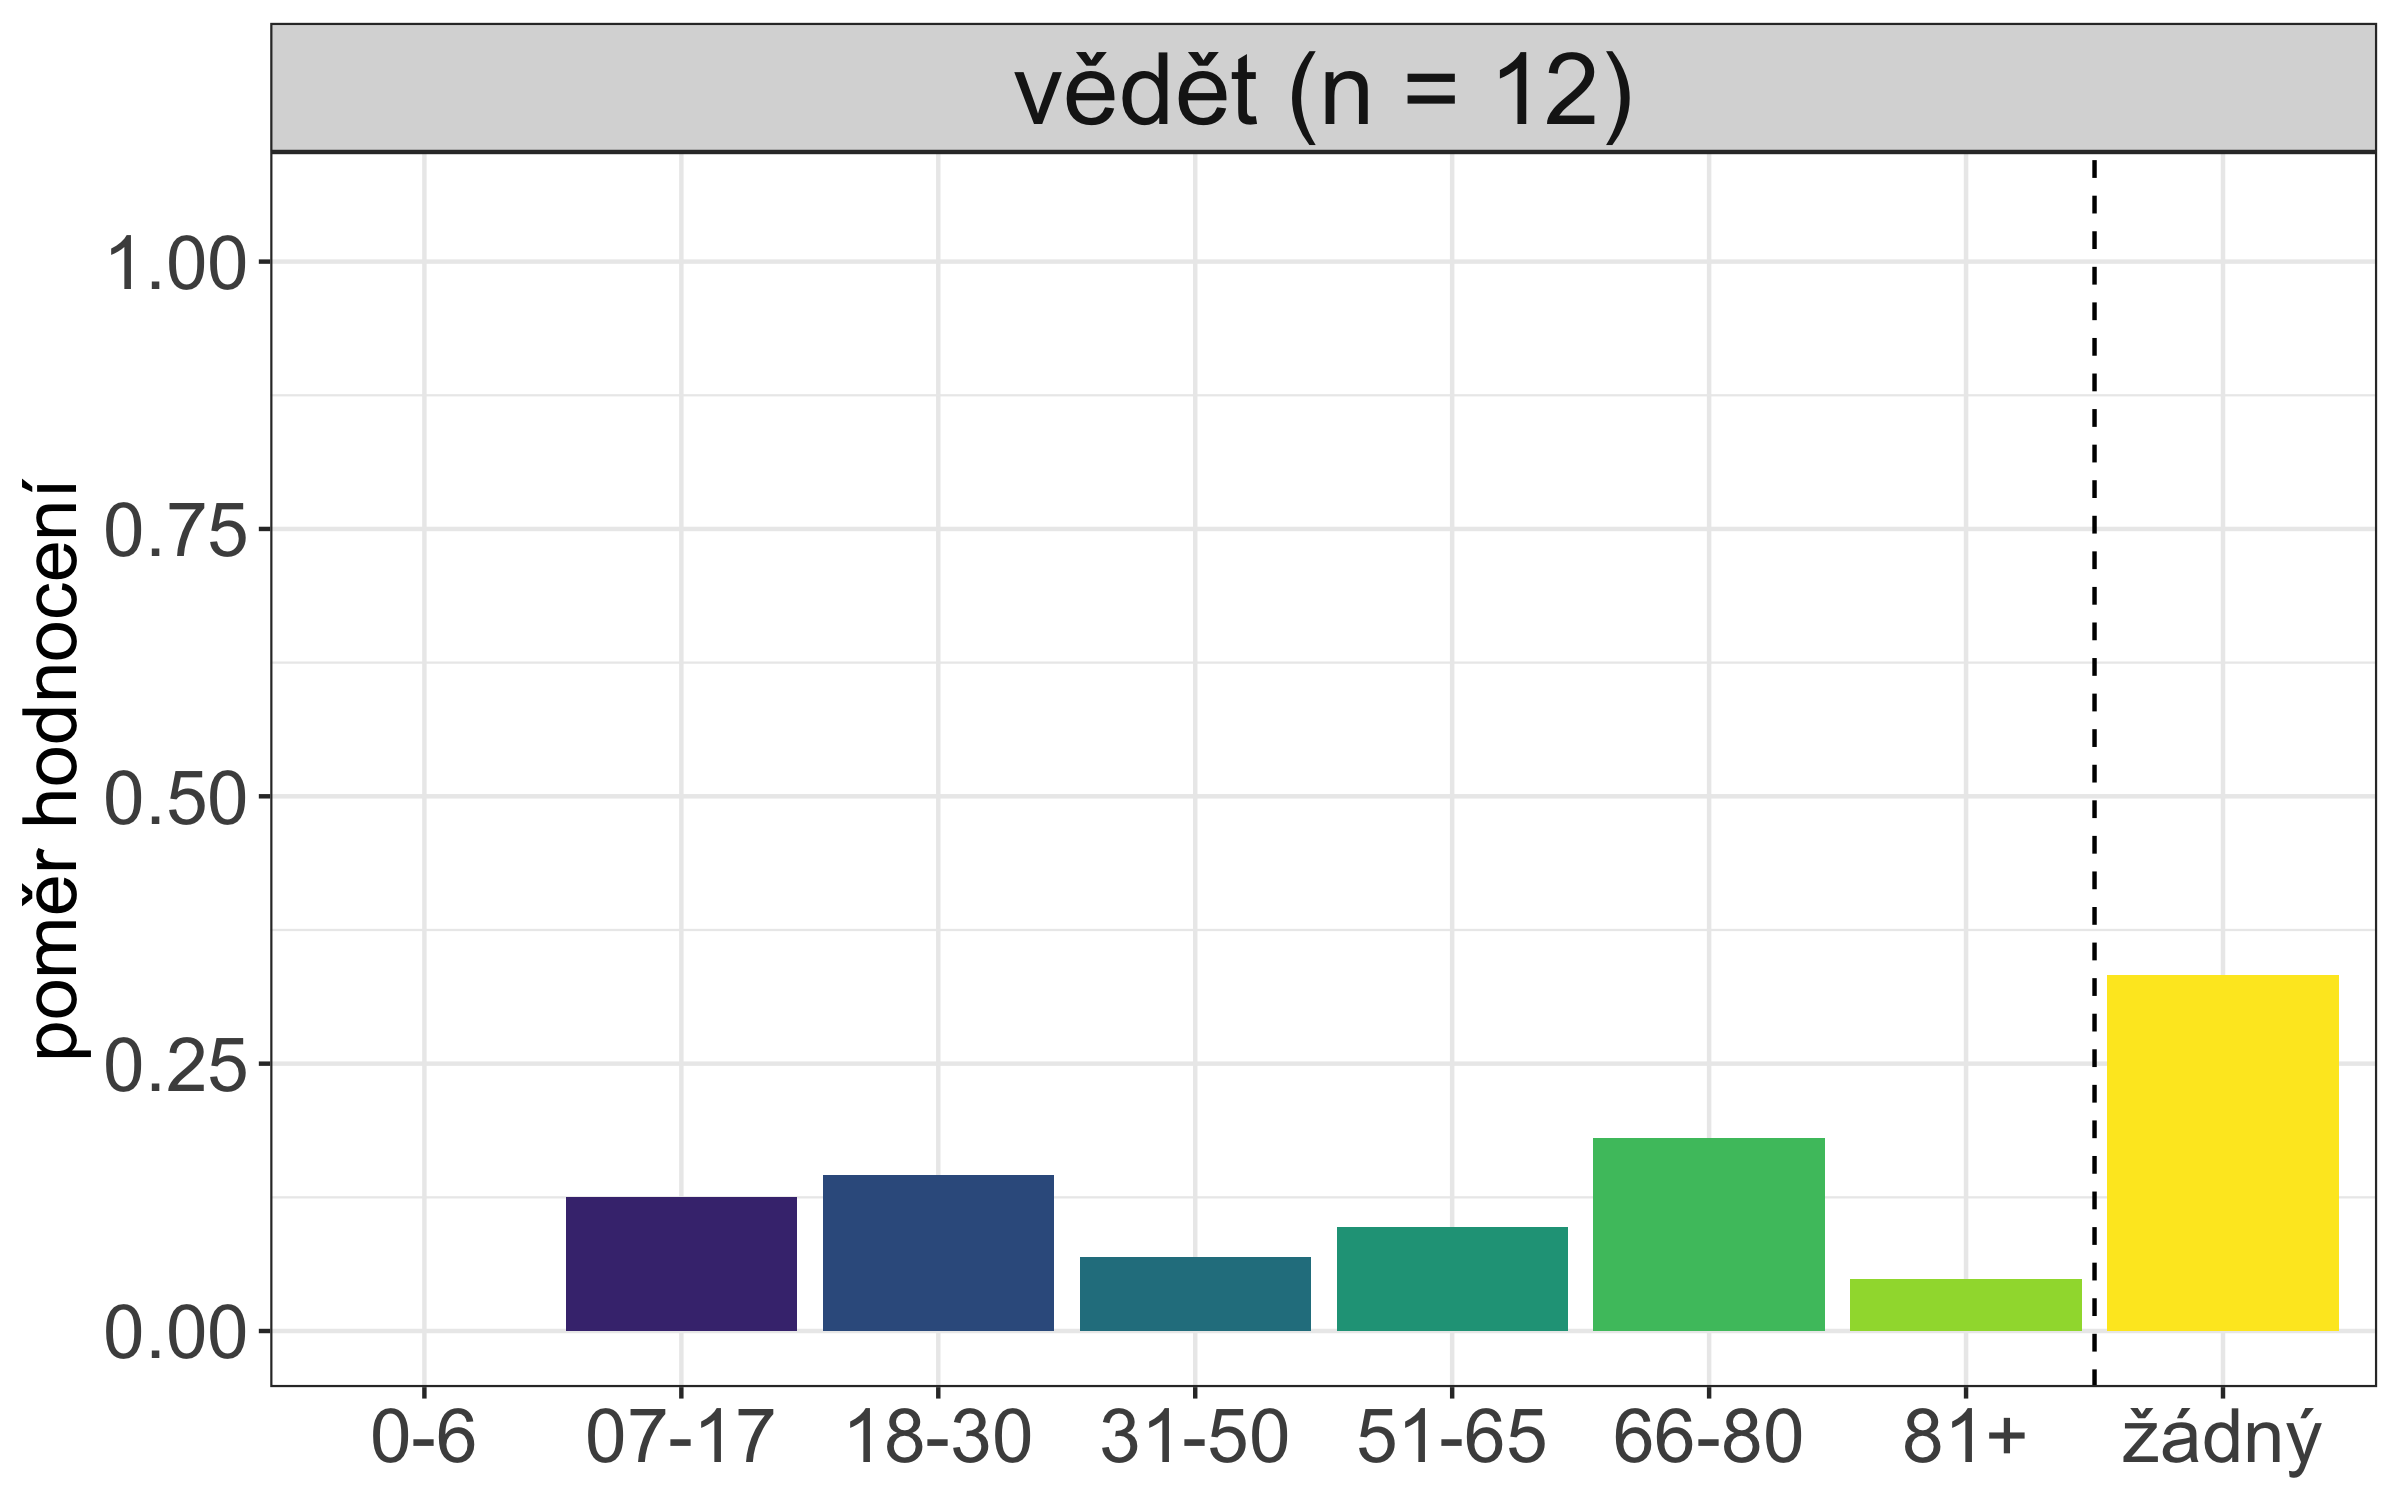 vědět (n = 12)
poměr hodnocení
1.00
0.75
0.50
0.25
0.00
0-6 07-17 18-30 31-50 51-65 66-80 81+ žádný